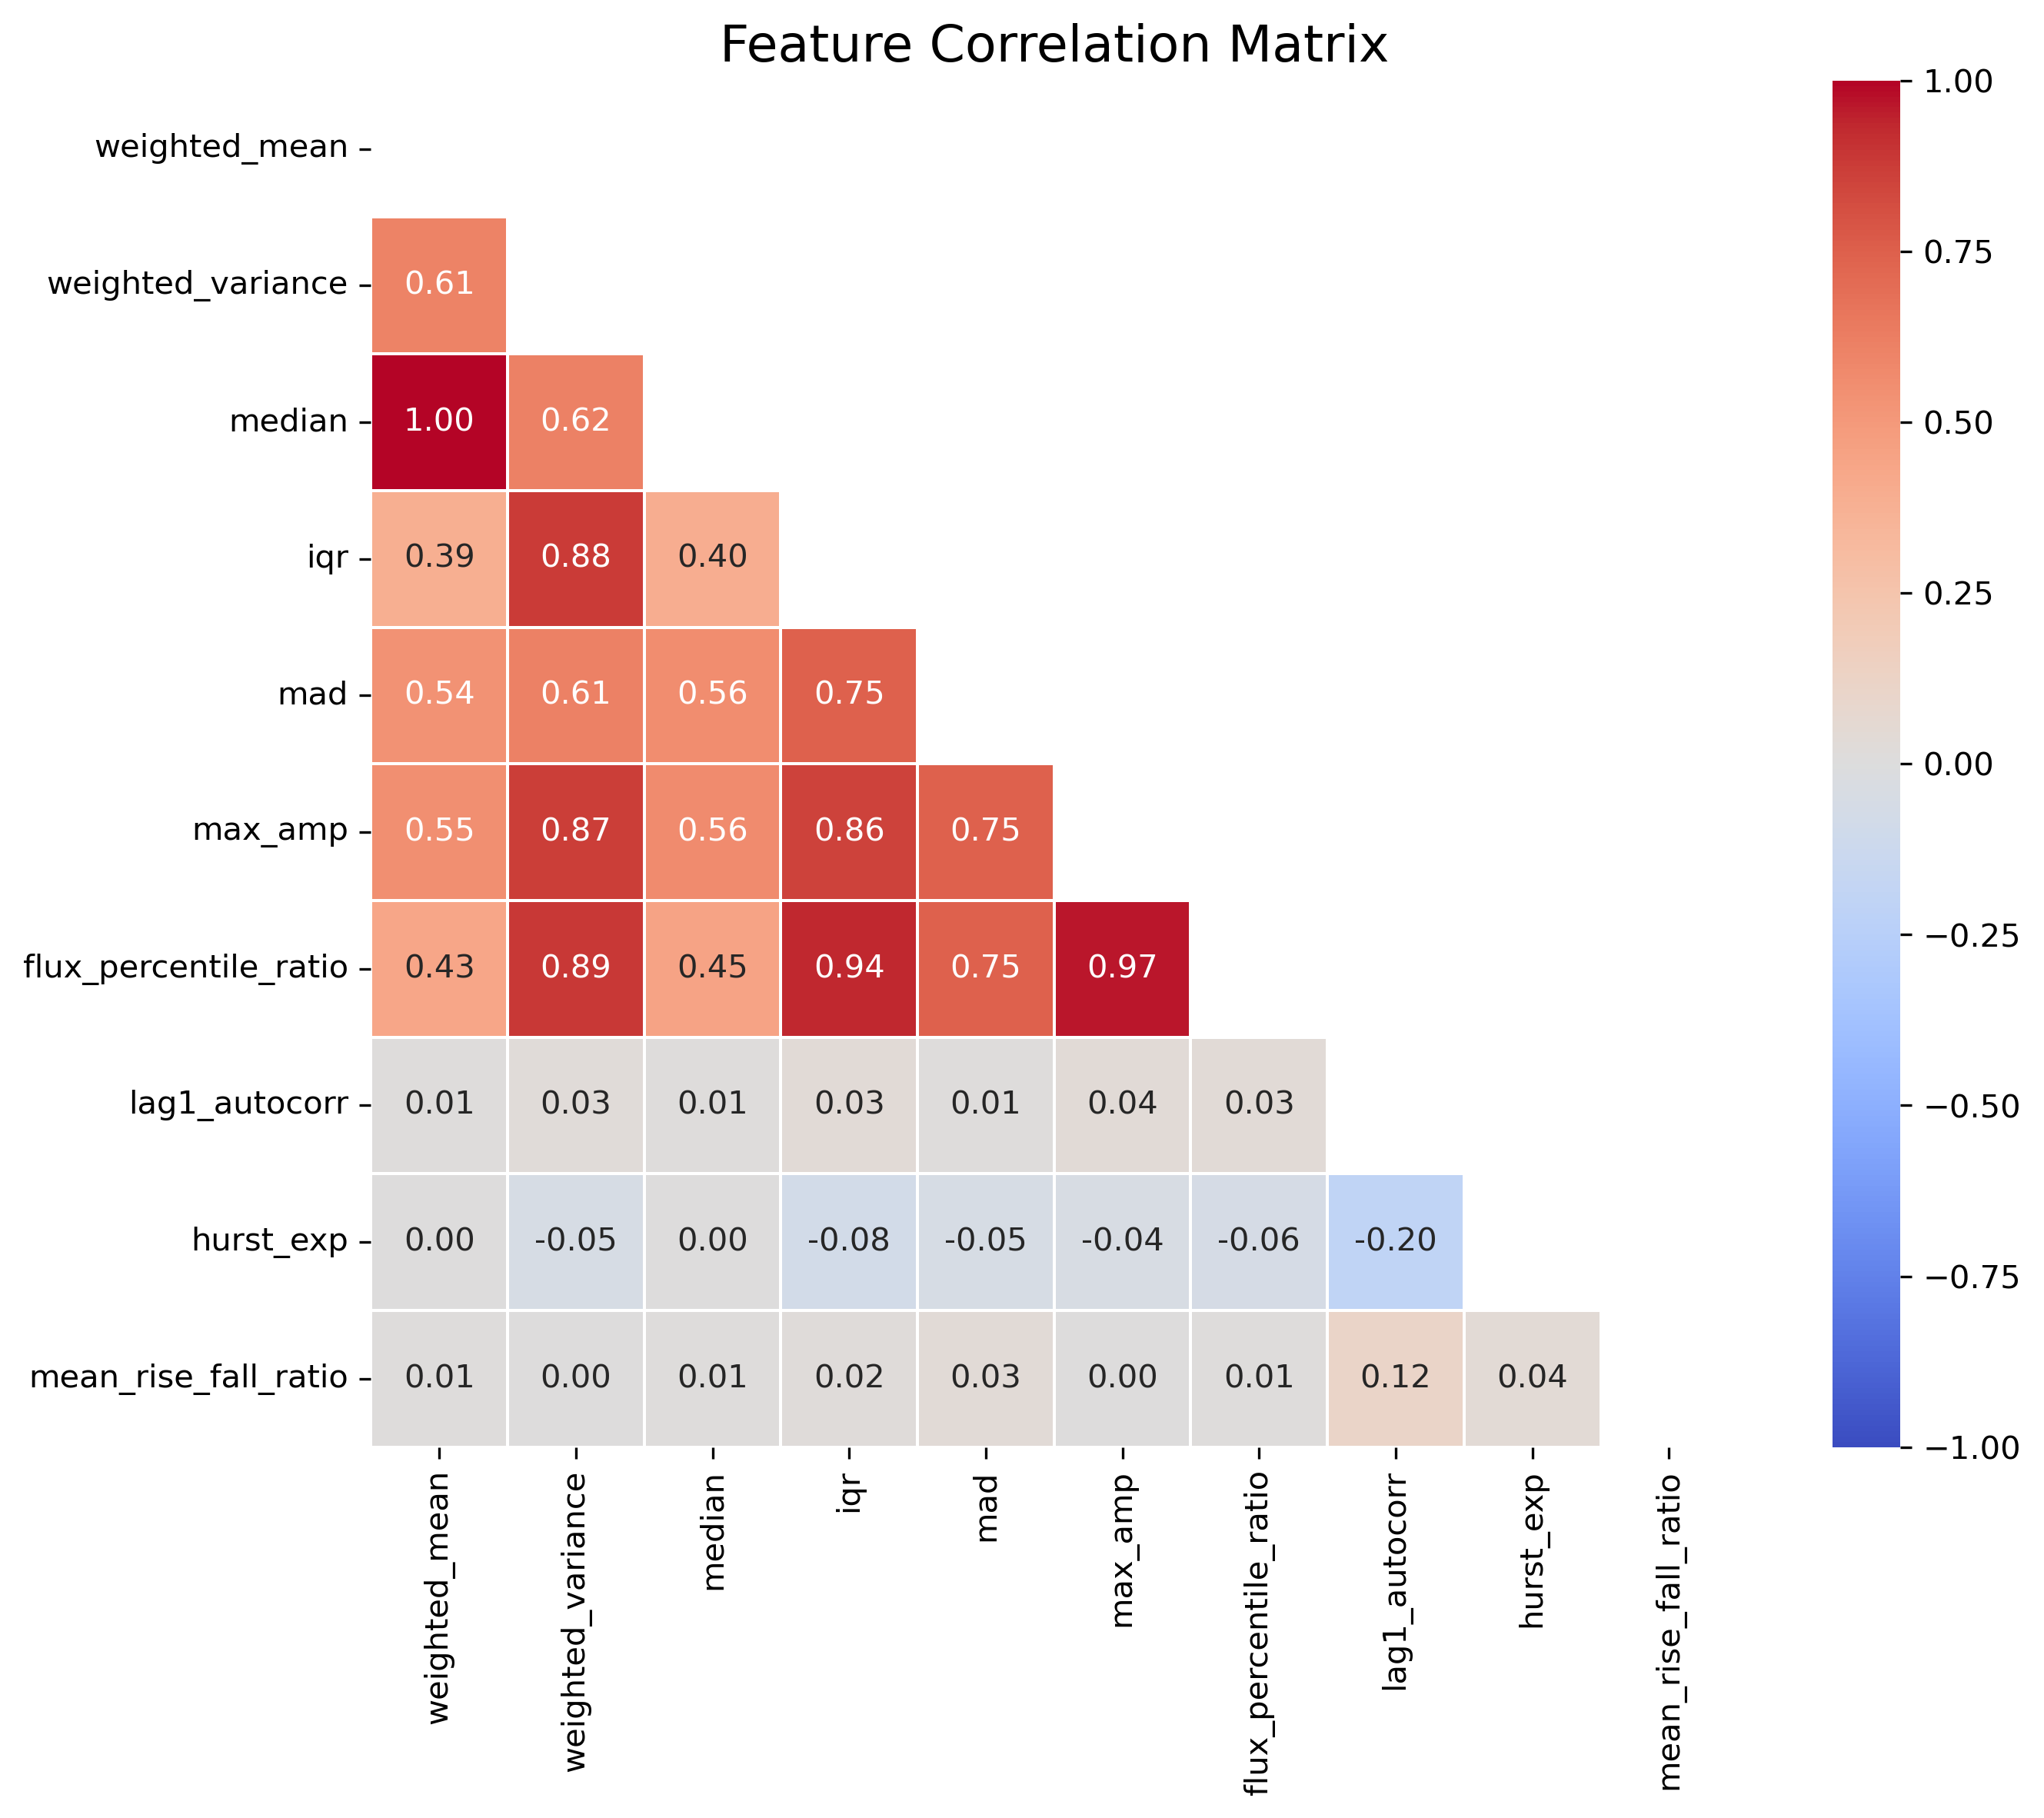 Feature Correlation Matrix
weighted_mean
weighted_variance 0.61
median 1.00 0.62
iqr 0.39 0.88 0.40
mad 0.54 0.61 0.56 0.75
max_amp 0.55 0.87 0.56 0.86 0.75
flux_percentile_ratio 0.43 0.89 0.45 0.94 0.75 0.97
lag1_autocorr 0.01 0.03 0.01 0.03 0.01 0.04 0.03
hurst_exp 0.00 -0.05 0.00 -0.08 -0.05 -0.04 -0.06 -0.20
mean_rise_fall_ratio 0.01 0.00 0.01 0.02 0.03 0.00 0.01 0.12 0.04
weighted_mean
weighted_variance
median
iqr
mad
max_amp
flux_percentile_ratio
lag1_autocorr
hurst_exp
mean_rise_fall_ratio
1.00
0.75
0.50
0.25
0.00
−0.25
−0.50
−0.75
−1.00